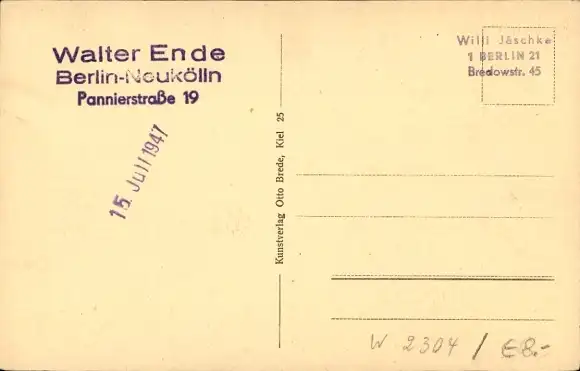 Walter Ende
Berlin-Neukölln
Pannierstraße 19
15. Juli 1947
Kunstverlag Otto Brede, Kiel 25
Willi Jäschke
1 BERLIN 21
Bredowstr. 45
W 2304 / €8.-